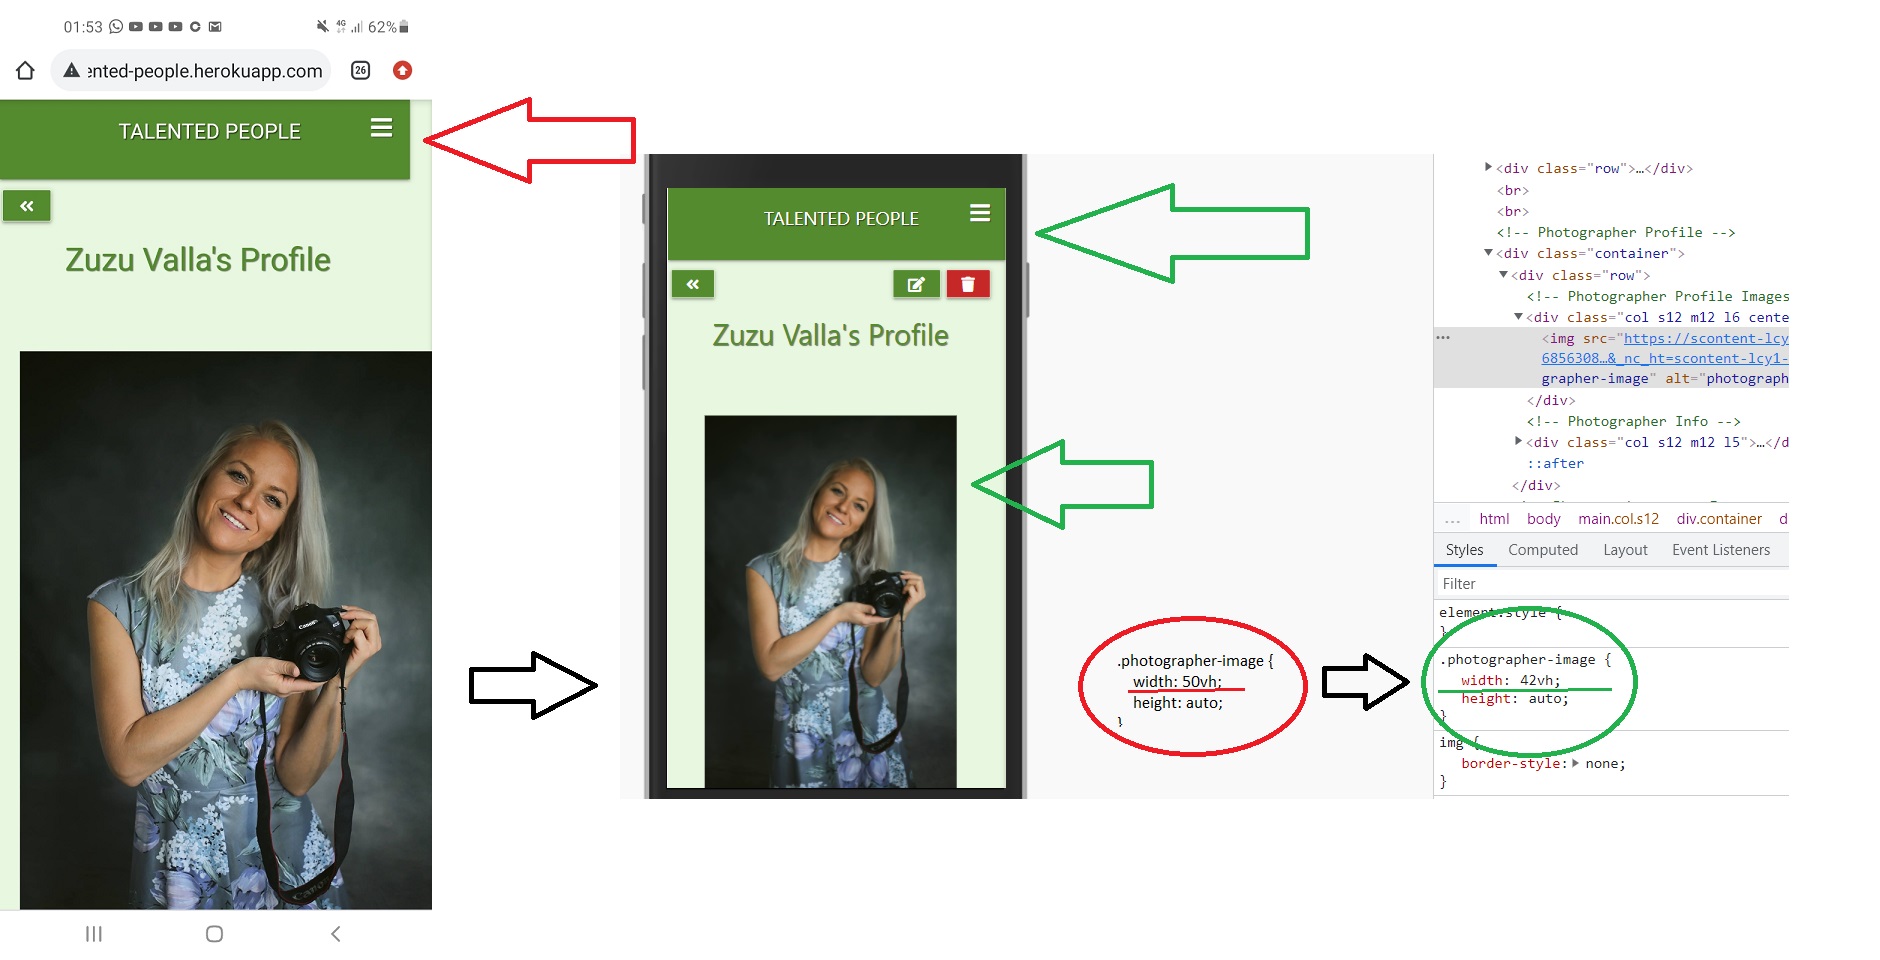 01:53
4G
62%
ented-people.herokuapp.com
26
TALENTED PEOPLE
Zuzu Valla's Profile
Canon
TALENTED PEOPLE
Zuzu Valla's Profile
.photographer-image {
width: 50vh;
height: auto;
}
<div class="row">…</div>
<br>
<br>
<!-- Photographer Profile -->
<div class="container">
<div class="row">
<!-- Photographer Profile Images
<div class="col s12 m12 l6 cente
<img src="https://scontent-lcy
6856308…&_nc_ht=scontent-lcy1-
grapher-image" alt="photograph
</div>
<!-- Photographer Info -->
<div class="col s12 m12 l5">…</d
::after
</div>
... html body main.col.s12 div.container d
Styles Computed Layout Event Listeners
Filter
element.style {
}
.photographer-image {
width: 42vh;
height: auto;
}
img {
border-style: none;
}